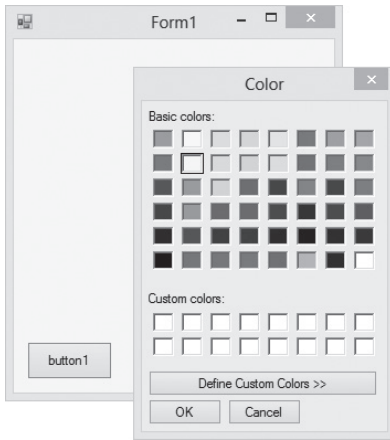 Form1
Color
Basic colors:
Custom colors:
Define Custom Colors >>
OK Cancel
button1